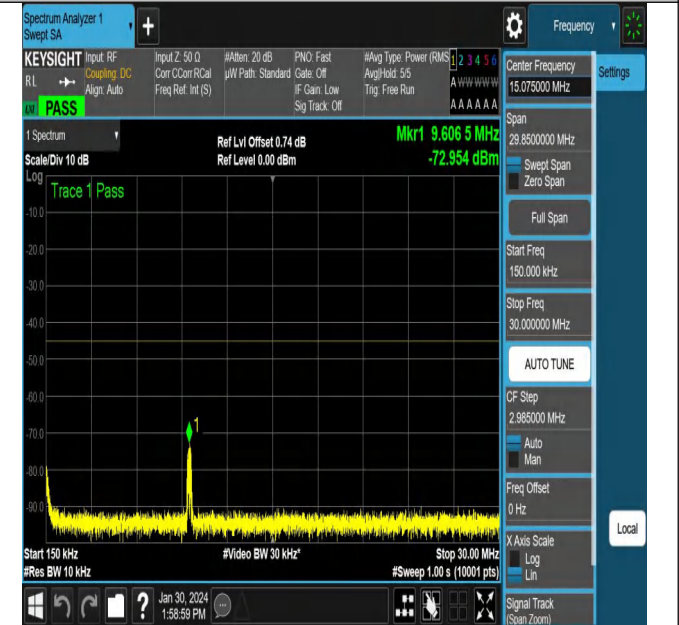 Spectrum Analyzer 1
Swept SA
+
Frequency
KEYSIGHT
RL
Input: RF
Coupling: DC
Align: Auto
Input Z: 50 Ω
Corr CCorr RCal
Freq Ref: Int (S)
#Atten: 20 dB
µW Path: Standard
PNO: Fast
Gate: Off
IF Gain: Low
Sig Track: Off
#Avg Type: Power (RMS
Avg|Hold: 5/5
Trig: Free Run
1 2 3 4 5 6
A W W W W W
A A A A A A
PASS
1 Spectrum
Scale/Div 10 dB
Ref Lvl Offset 0.74 dB
Ref Level 0.00 dBm
Mkr1 9.606 5 MHz
-72.954 dBm
Log
Trace 1 Pass
-10.0
-20.0
-30.0
-40.0
-50.0
-60.0
-70.0
-80.0
-90.0
1
Start 150 kHz
#Res BW 10 kHz
#Video BW 30 kHz*
Stop 30.00 MHz
#Sweep 1.00 s (10001 pts)
Jan 30, 2024
1:58:59 PM
Center Frequency
15.075000 MHz
Settings
Span
29.8500000 MHz
Swept Span
Zero Span
Full Span
Start Freq
150.000 kHz
Stop Freq
30.000000 MHz
AUTO TUNE
CF Step
2.985000 MHz
Auto
Man
Freq Offset
0 Hz
X Axis Scale
Log
Lin
Local
Signal Track
(Span Zoom)